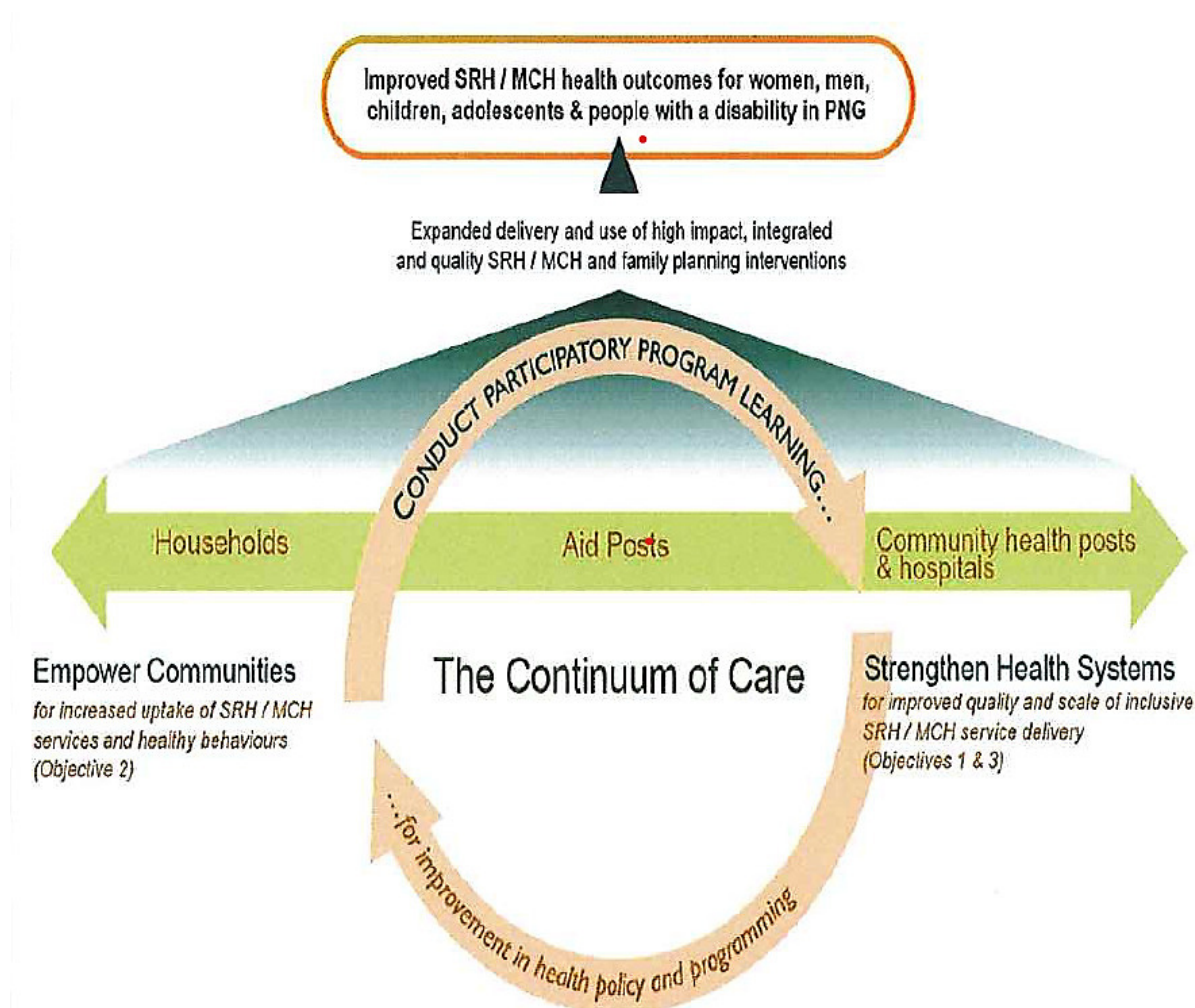 Improved SRH / MCH health outcomes for women, men,
children, adolescents & people with a disability in PNG
Expanded delivery and use of high impact, integrated
and quality SRH / MCH and family planning interventions
CONDUCT PARTICIPATORY PROGRAM LEARNING...
Households
Aid Posts
Community health posts
& hospitals
Empower Communities
for increased uptake of SRH / MCH
services and healthy behaviours
(Objective 2)
The Continuum of Care
Strengthen Health Systems
for improved quality and scale of inclusive
SRH / MCH service delivery
(Objectives 1 & 3)
...for improvement in health policy and programming